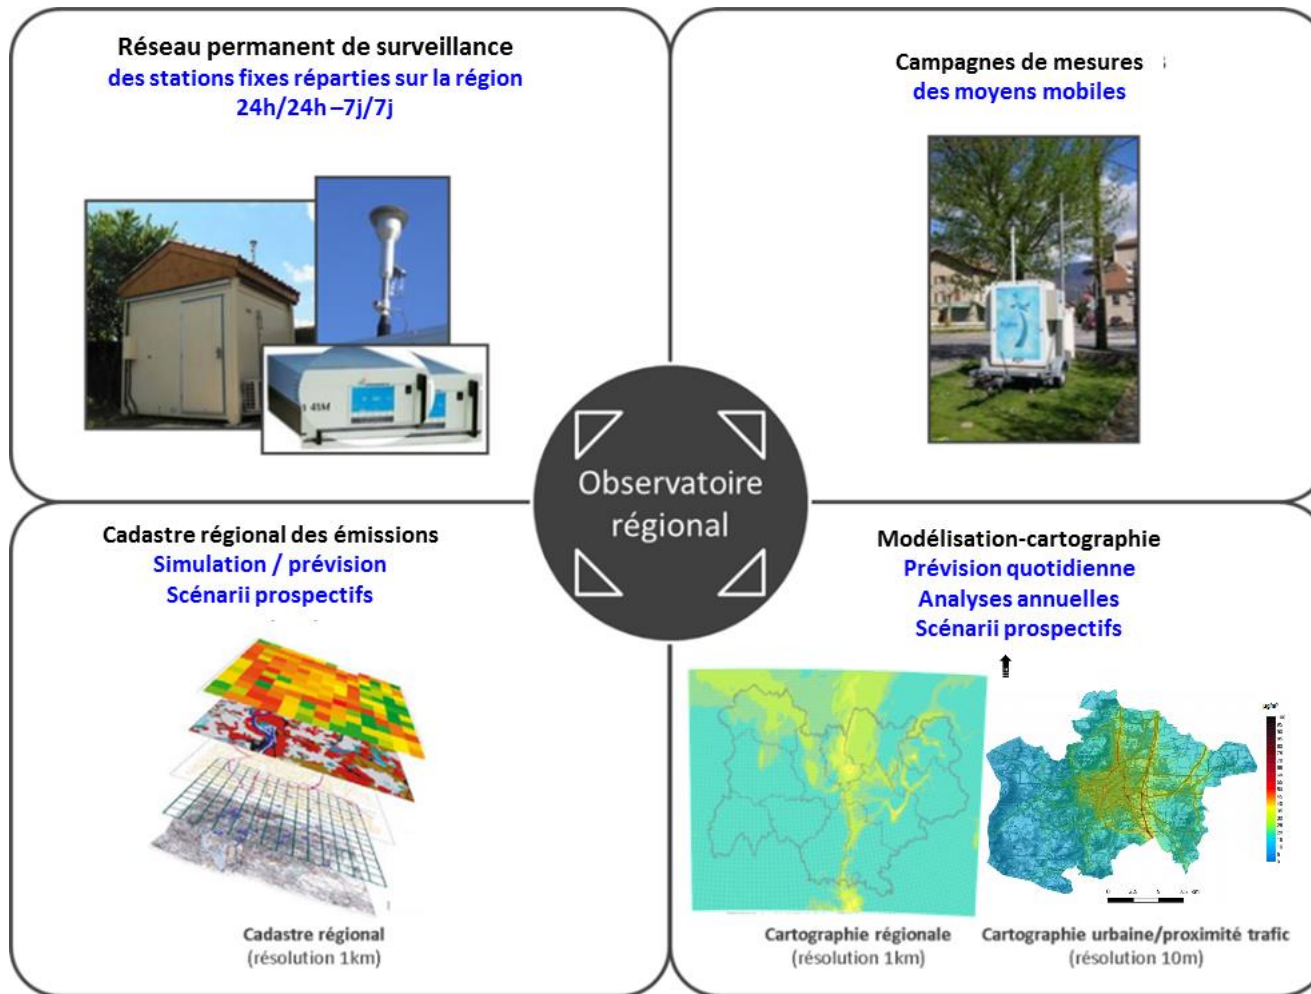 Réseau permanent de surveillance
des stations fixes réparties sur la région
24h/24h –7j/7j
Campagnes de mesures
des moyens mobiles
48M
Observatoire
régional
Cadastre régional des émissions
Simulation / prévision
Scénarii prospectifs
Modélisation-cartographie
Prévision quotidienne
Analyses annuelles
Scénarii prospectifs
Cadastre régional
(résolution 1km)
Cartographie régionale
(résolution 1km)
Cartographie urbaine/proximité trafic
(résolution 10m)